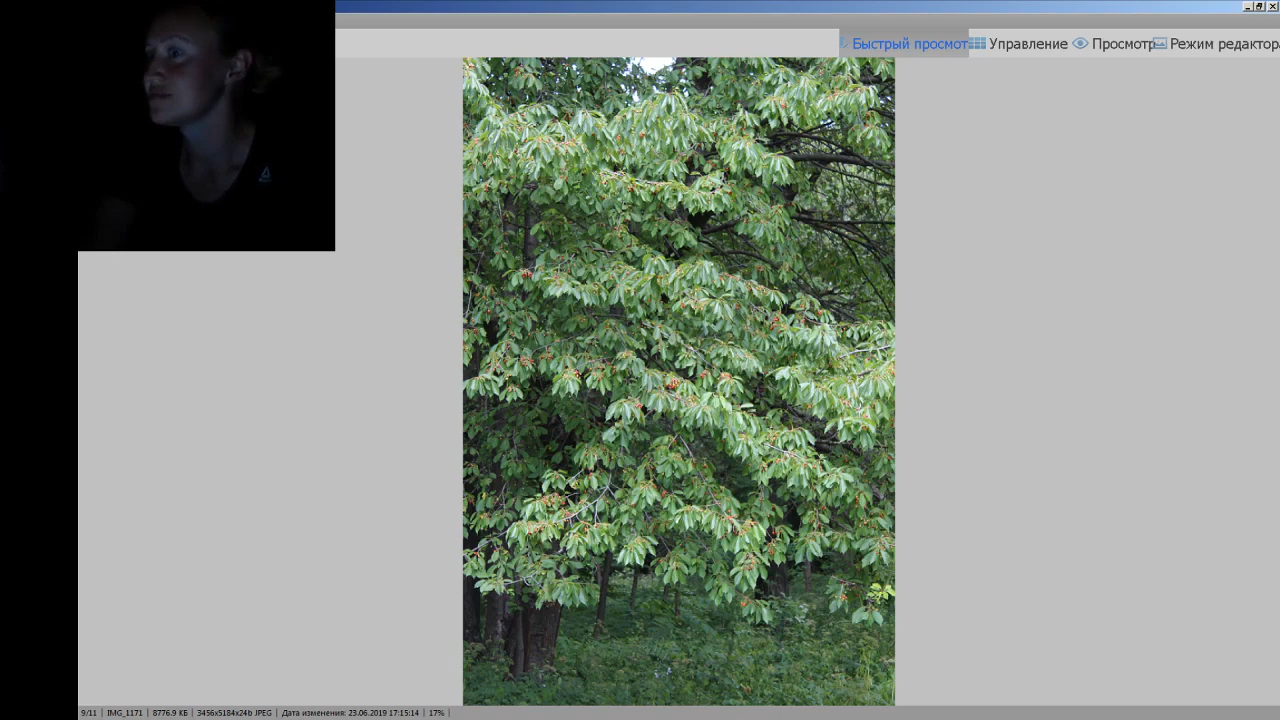 Быстрый просмот Управление Просмотр Режим редактор
9/11 | IMG_1171 | 8776.9 КБ | 3456x5184x24b JPEG | Дата изменения: 23.06.2019 17:15:14 | 17% |